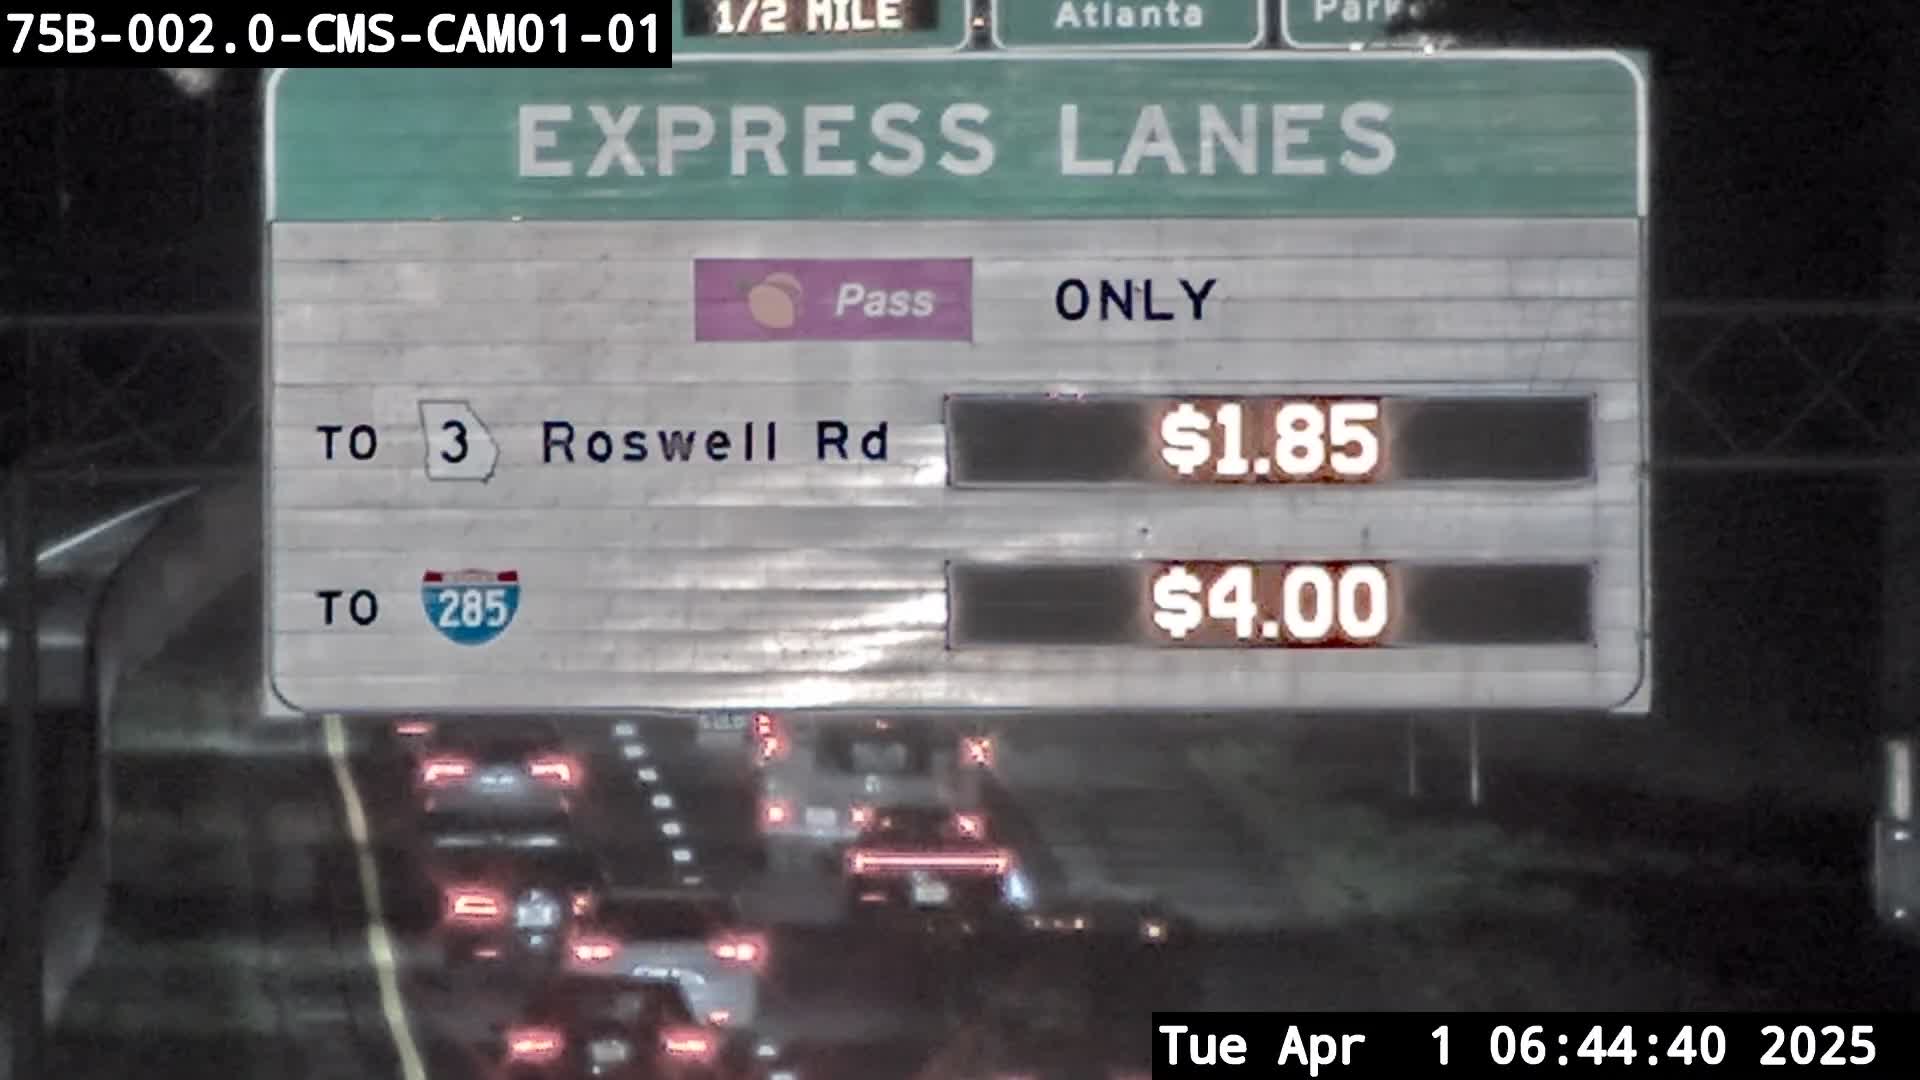 75B-002.0-CMS-CAM01-01
1/2 MILE
Atlanta
EXPRESS LANES
Pass ONLY
TO 3 Roswell Rd $1.85
TO 285 $4.00
Tue Apr 1 06:44:40 2025